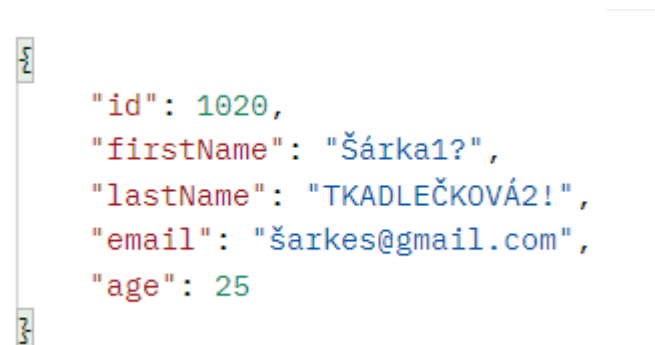 {
"id": 1020,
"firstName": "Šárka1?",
"lastName": "TKADLEČKOVÁ2!",
"email": "šarkes@gmail.com",
"age": 25
}